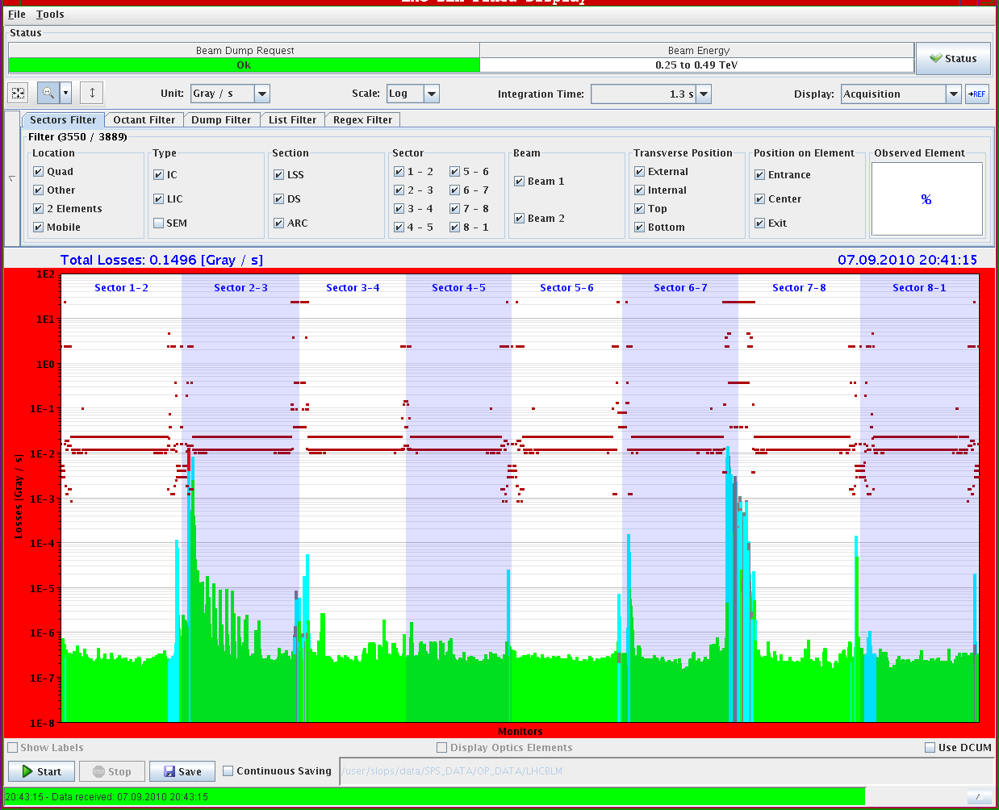 LHC BLM Fixed Display
File Tools
Status
Beam Dump Request Beam Energy
Ok 0.25 to 0.49 TeV Status
Unit: Gray / s Scale: Log Integration Time: 1.3 s Display: Acquisition →REF
Sectors Filter Octant Filter Dump Filter List Filter Regex Filter
Filter (3550 / 3889)
Location Type Section Sector Beam Transverse Position Position on Element Observed Element
Quad IC LSS 1 - 2 5 - 6 Beam 1 External Entrance
Other LIC DS 2 - 3 6 - 7 Internal Center %
2 Elements SEM ARC 3 - 4 7 - 8 Beam 2 Top Exit
Mobile 4 - 5 8 - 1 Bottom
Total Losses: 0.1496 [Gray / s] 07.09.2010 20:41:15
1E2
Sector 1-2 Sector 2-3 Sector 3-4 Sector 4-5 Sector 5-6 Sector 6-7 Sector 7-8 Sector 8-1
1E1
1E0
1E-1
1E-2
1E-3
1E-4
1E-5
1E-6
1E-7
1E-8
Losses [Gray / s]
Monitors
Show Labels Display Optics Elements Use DCUM
Start STOP Stop Save Continuous Saving /user/slops/data/SPS_DATA/OP_DATA/LHCBLM
20:43:15 - Data received: 07.09.2010 20:43:15